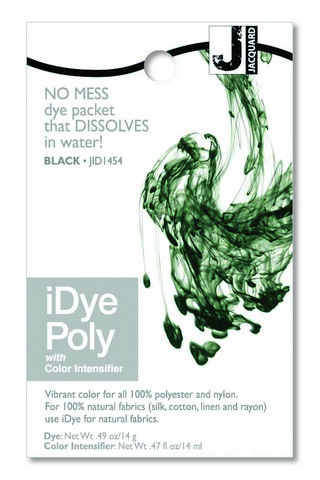 J
JACQUARD
NO MESS
dye packet
that DISSOLVES
in water!
BLACK • JID1454
iDye
Poly
with
Color Intensifier
Vibrant color for all 100% polyester and nylon.
For 100% natural fabrics (silk, cotton, linen and rayon)
use iDye for natural fabrics.
Dye: Net Wt .49 oz/14 g
Color Intensifier: Net Wt .47 fl oz/14 ml